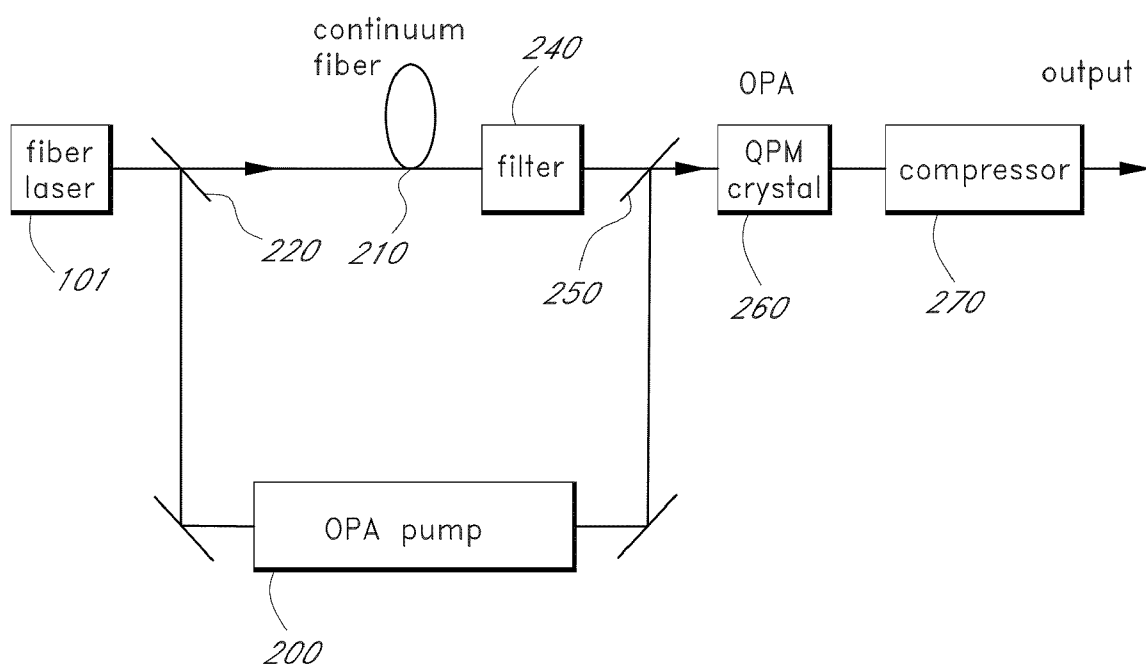 continuum
fiber
240
OPA
output
fiber
laser
filter
QPM
crystal
compressor
101
220
210
250
260
270
OPA pump
200